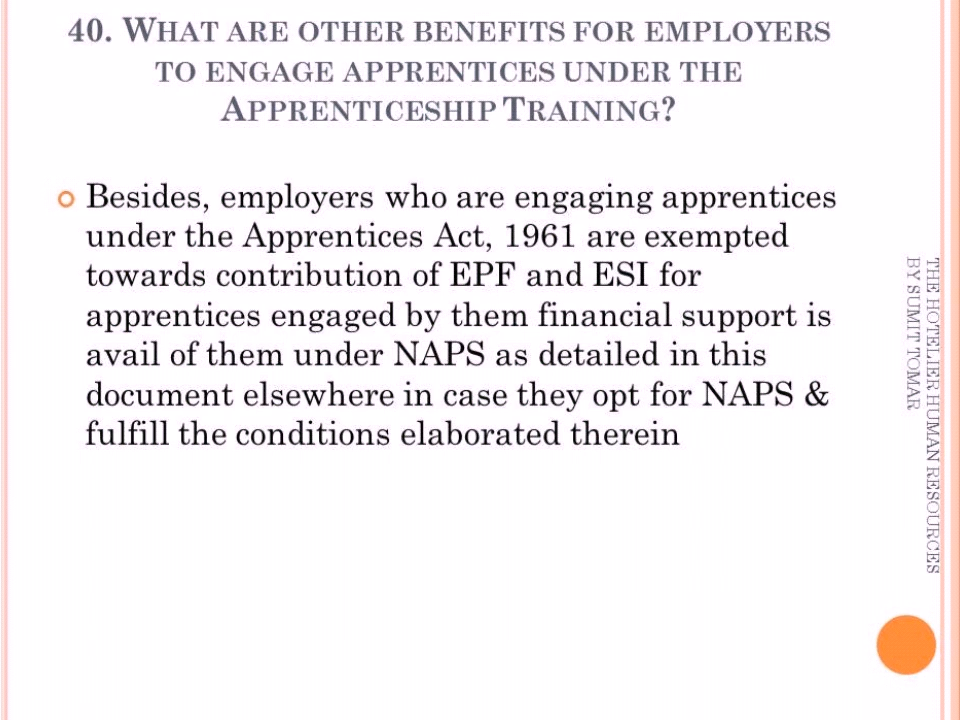 40. WHAT ARE OTHER BENEFITS FOR EMPLOYERS
TO ENGAGE APPRENTICES UNDER THE
APPRENTICESHIP TRAINING?
Besides, employers who are engaging apprentices
under the Apprentices Act, 1961 are exempted
towards contribution of EPF and ESI for
apprentices engaged by them financial support is
avail of them under NAPS as detailed in this
document elsewhere in case they opt for NAPS &
fulfill the conditions elaborated therein
THE HOTELIER HUMAN RESOURCES
BY SUMIT TOMAR